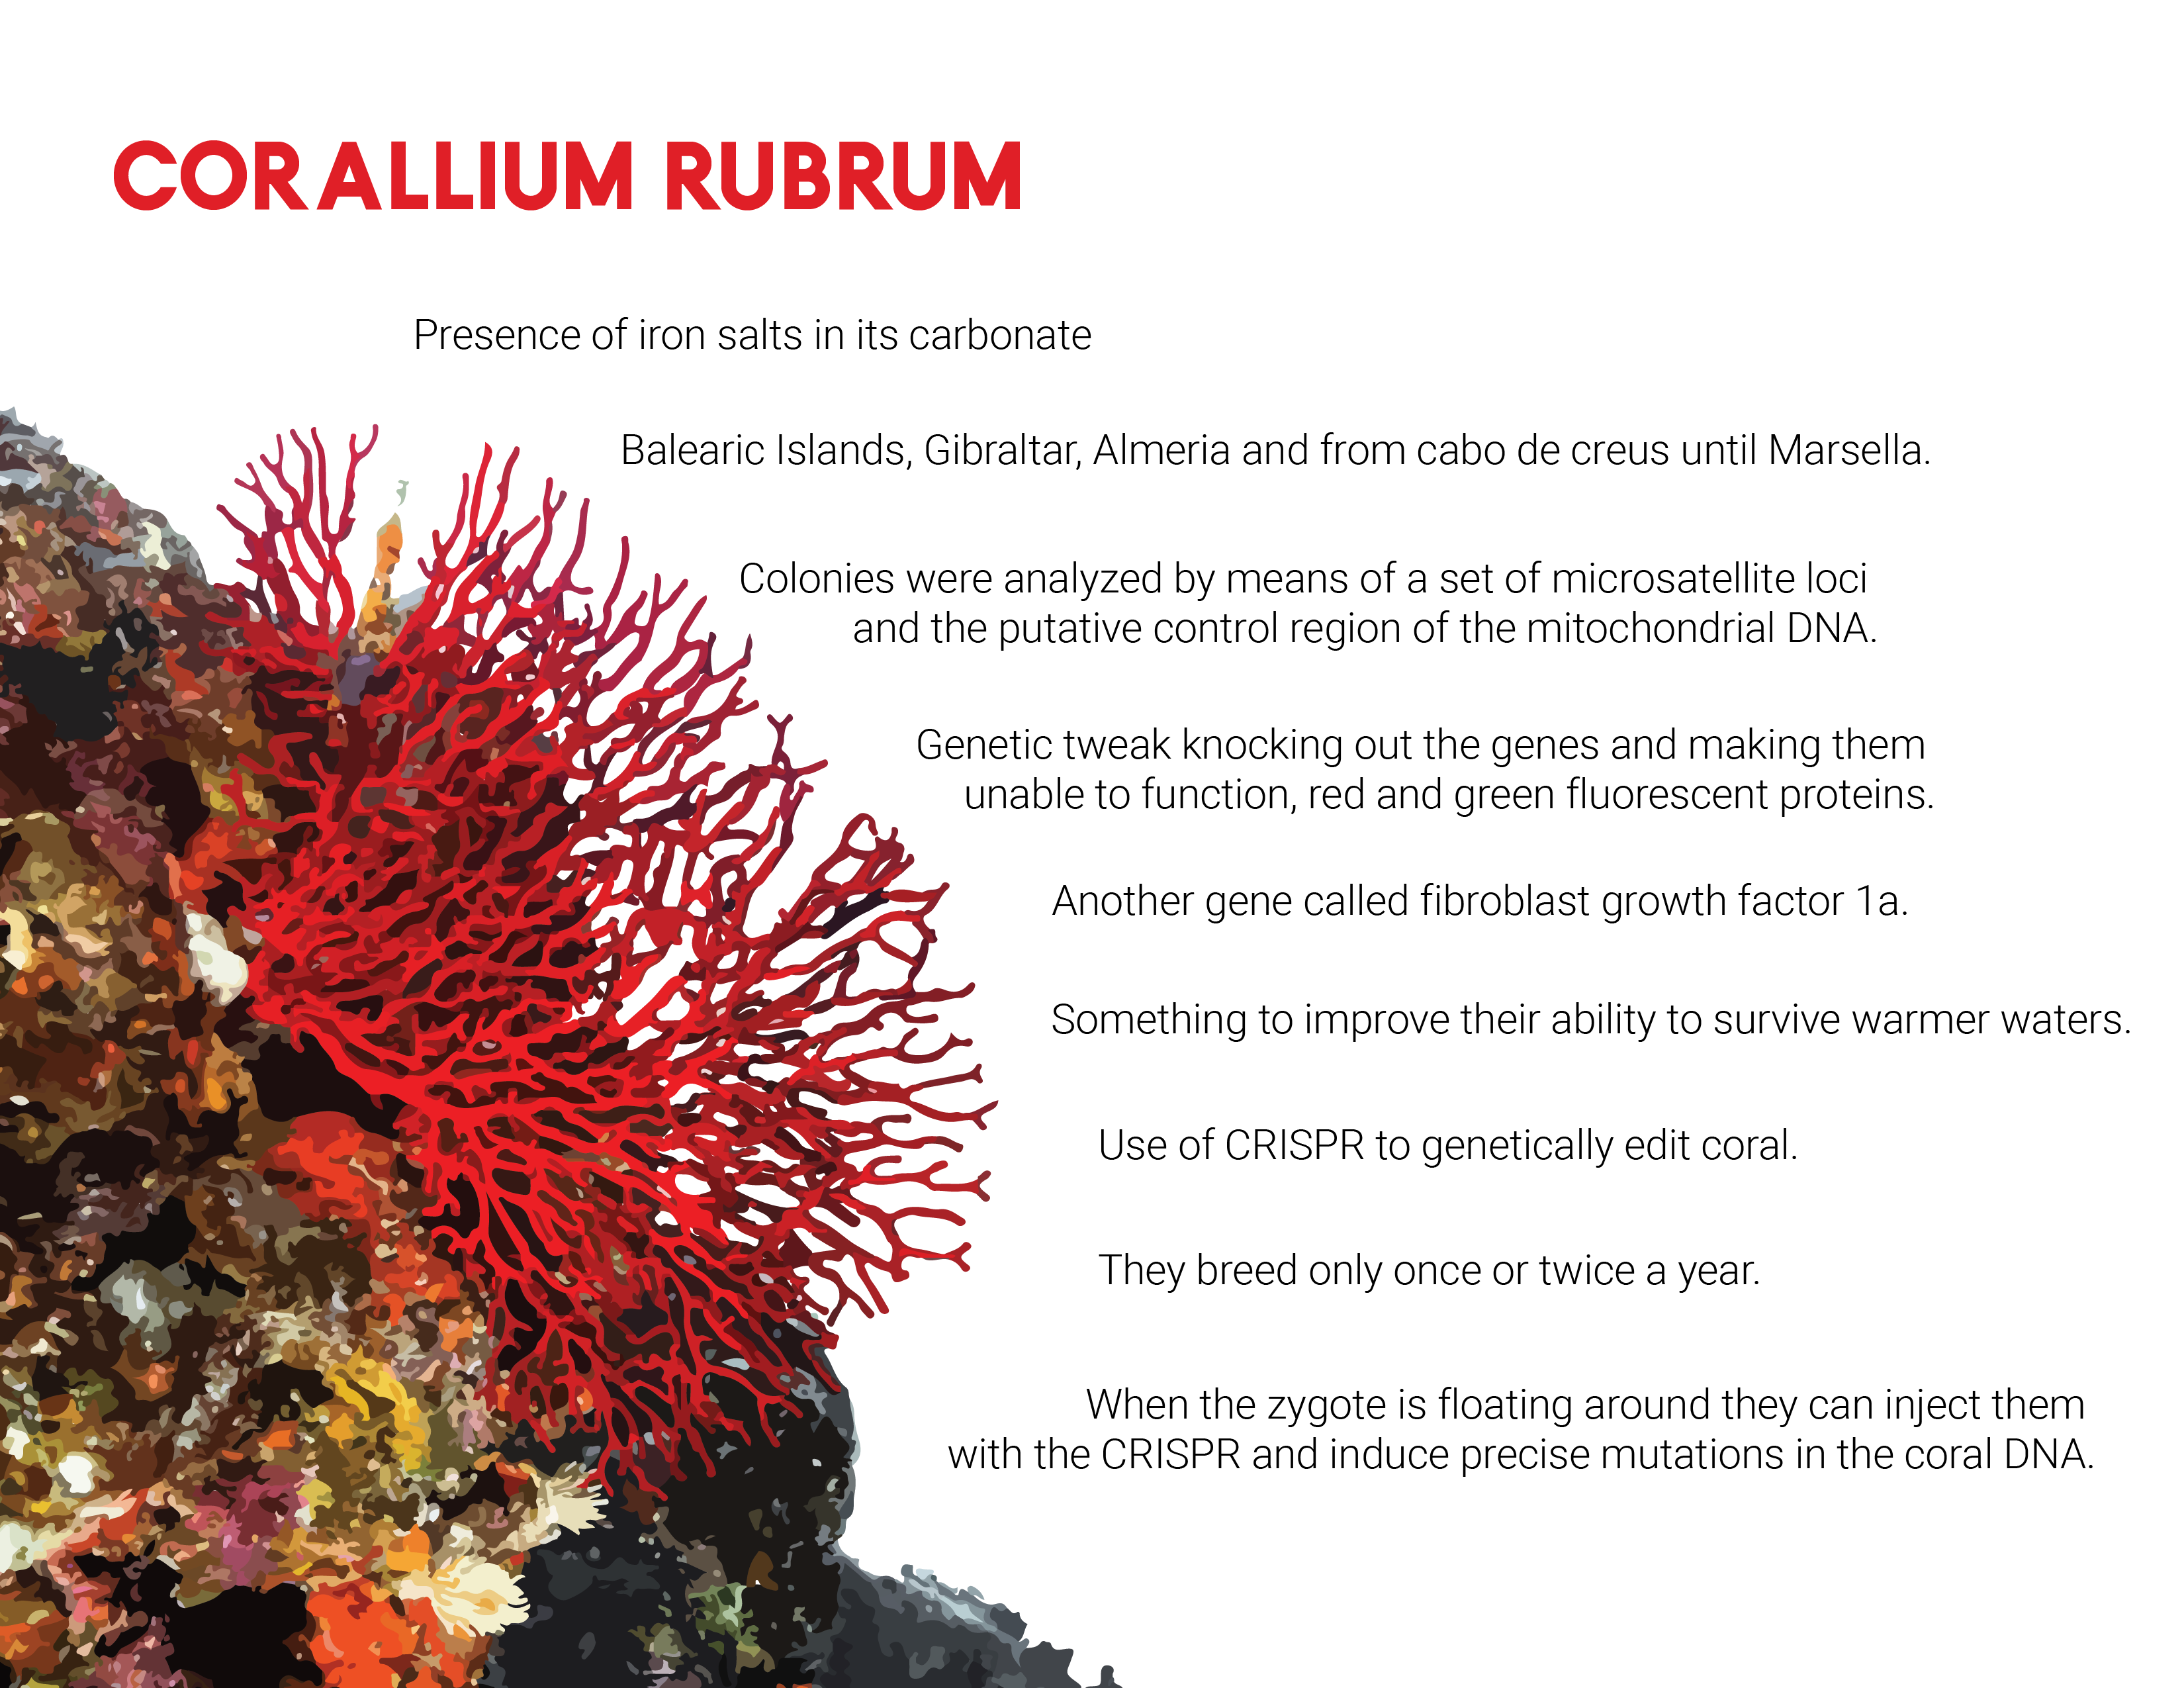 CORALLIUM RUBRUM
Presence of iron salts in its carbonate
Balearic Islands, Gibraltar, Almeria and from cabo de creus until Marsella.
Colonies were analyzed by means of a set of microsatellite loci
and the putative control region of the mitochondrial DNA.
Genetic tweak knocking out the genes and making them
unable to function, red and green fluorescent proteins.
Another gene called fibroblast growth factor 1a.
Something to improve their ability to survive warmer waters.
Use of CRISPR to genetically edit coral.
They breed only once or twice a year.
When the zygote is floating around they can inject them
with the CRISPR and induce precise mutations in the coral DNA.